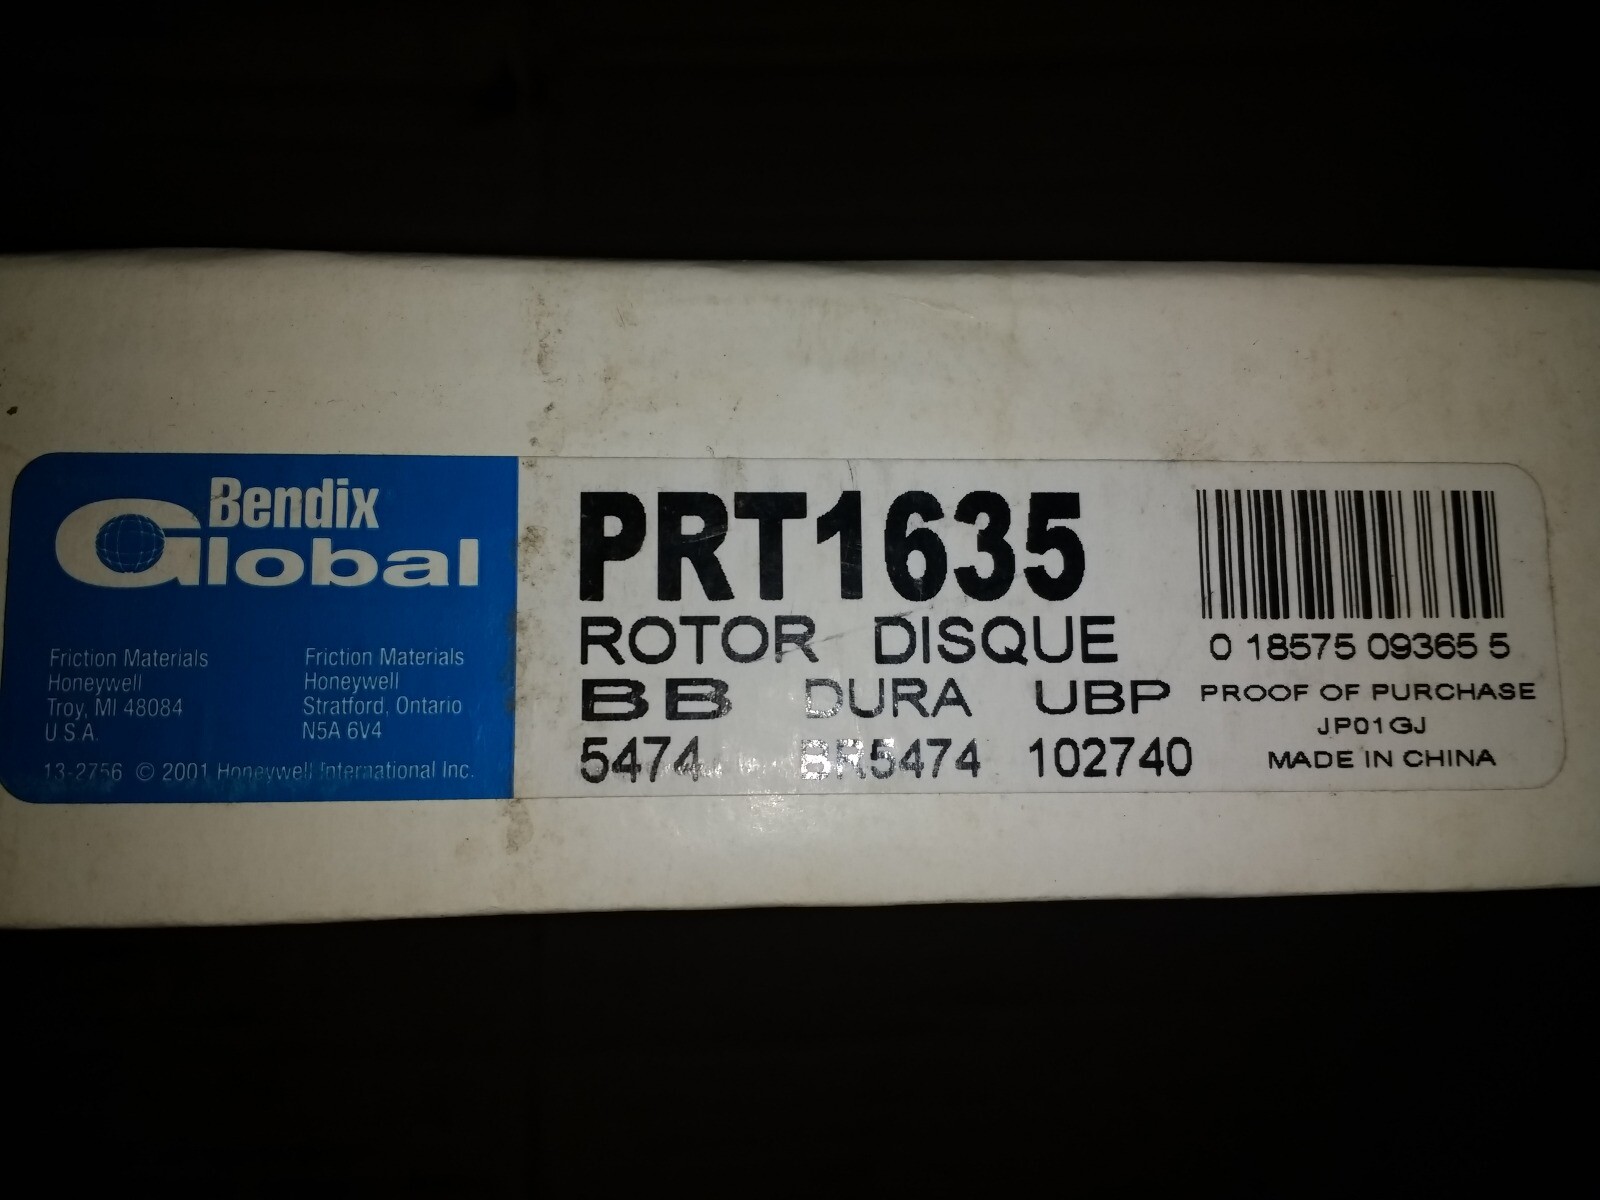 Bendix
Global
Friction Materials
Honeywell
Troy, MI 48084
U.S.A.
Friction Materials
Honeywell
Stratford, Ontario
N5A 6V4
13-2756 © 2001 Honeywell International Inc.
PRT1635
ROTOR DISQUE
BB DURA UBP
5474 BR5474 102740
0 18575 09365 5
PROOF OF PURCHASE
JP01GJ
MADE IN CHINA